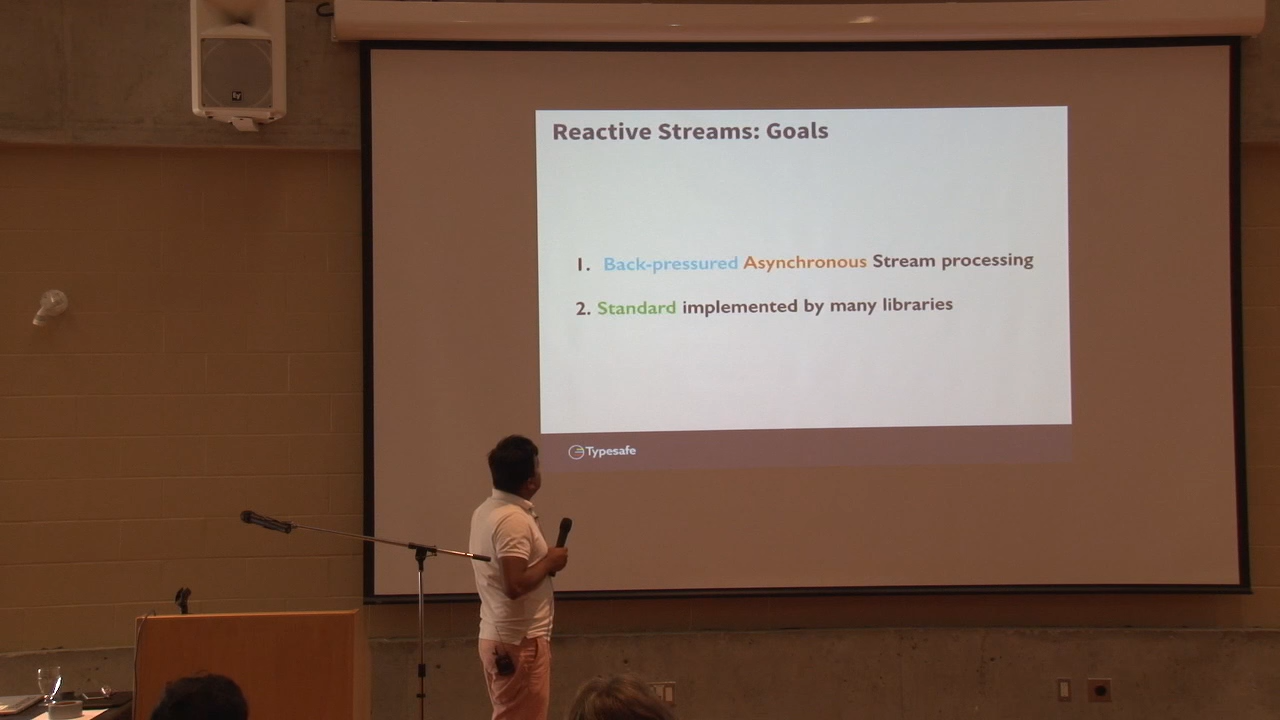 Reactive Streams: Goals
1. Back-pressured Asynchronous Stream processing
2. Standard implemented by many libraries
Typesafe